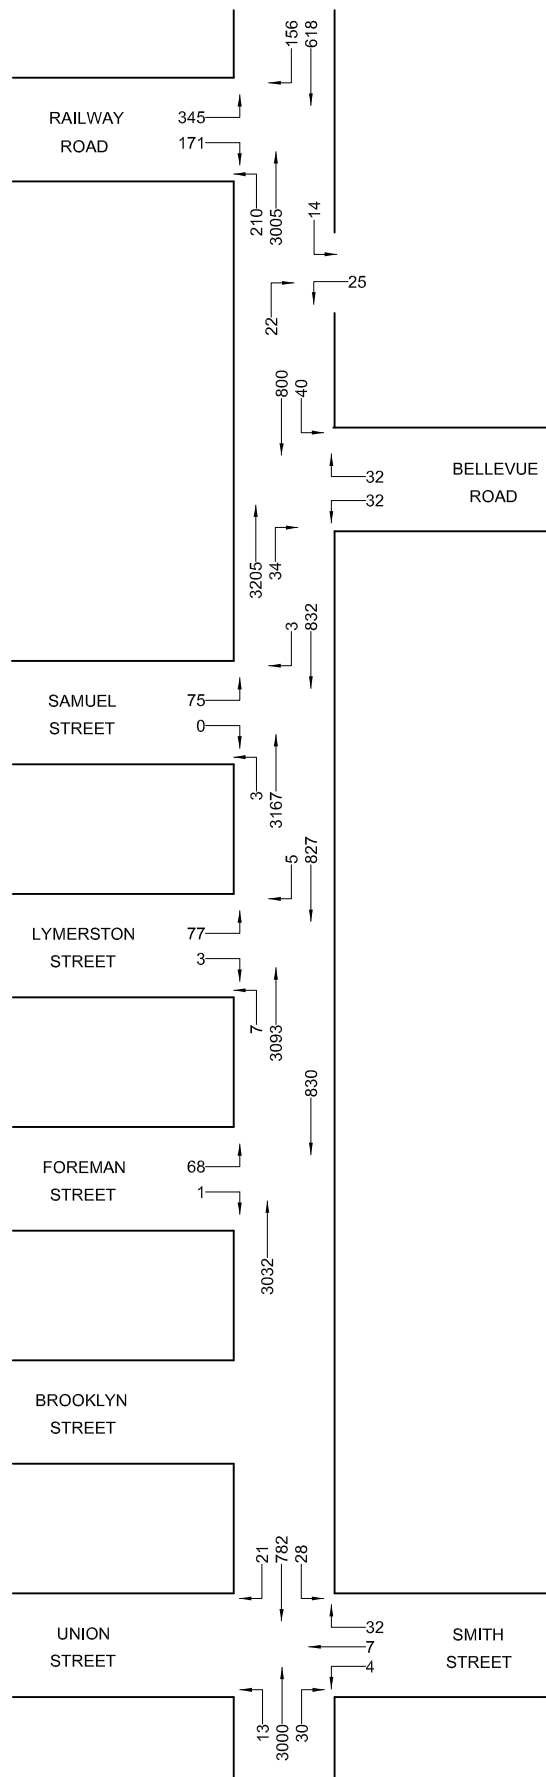 156
618
RAILWAY
ROAD
345
171
210
3005
14
25
22
800
40
BELLEVUE
ROAD
32
32
3205
34
3
832
SAMUEL
STREET
75
0
3
3167
5
827
LYMERSTON
STREET
77
3
7
3093
830
FOREMAN
STREET
68
1
3032
BROOKLYN
STREET
21
782
28
UNION
STREET
32
7
4
SMITH
STREET
13
3000
30